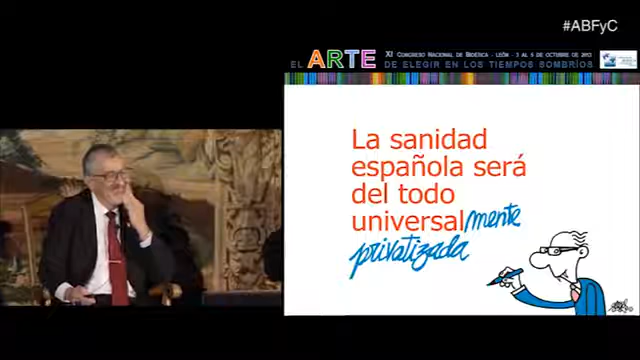 #ABFyC
XI CONGRESO NACIONAL DE BIOÉTICA - LEÓN - 3 AL 5 DE OCTUBRE DE 2013
EL ARTE DE ELEGIR EN LOS TIEMPOS SOMBRÍOS
La sanidad
española será
del todo
universalmente
privatizada